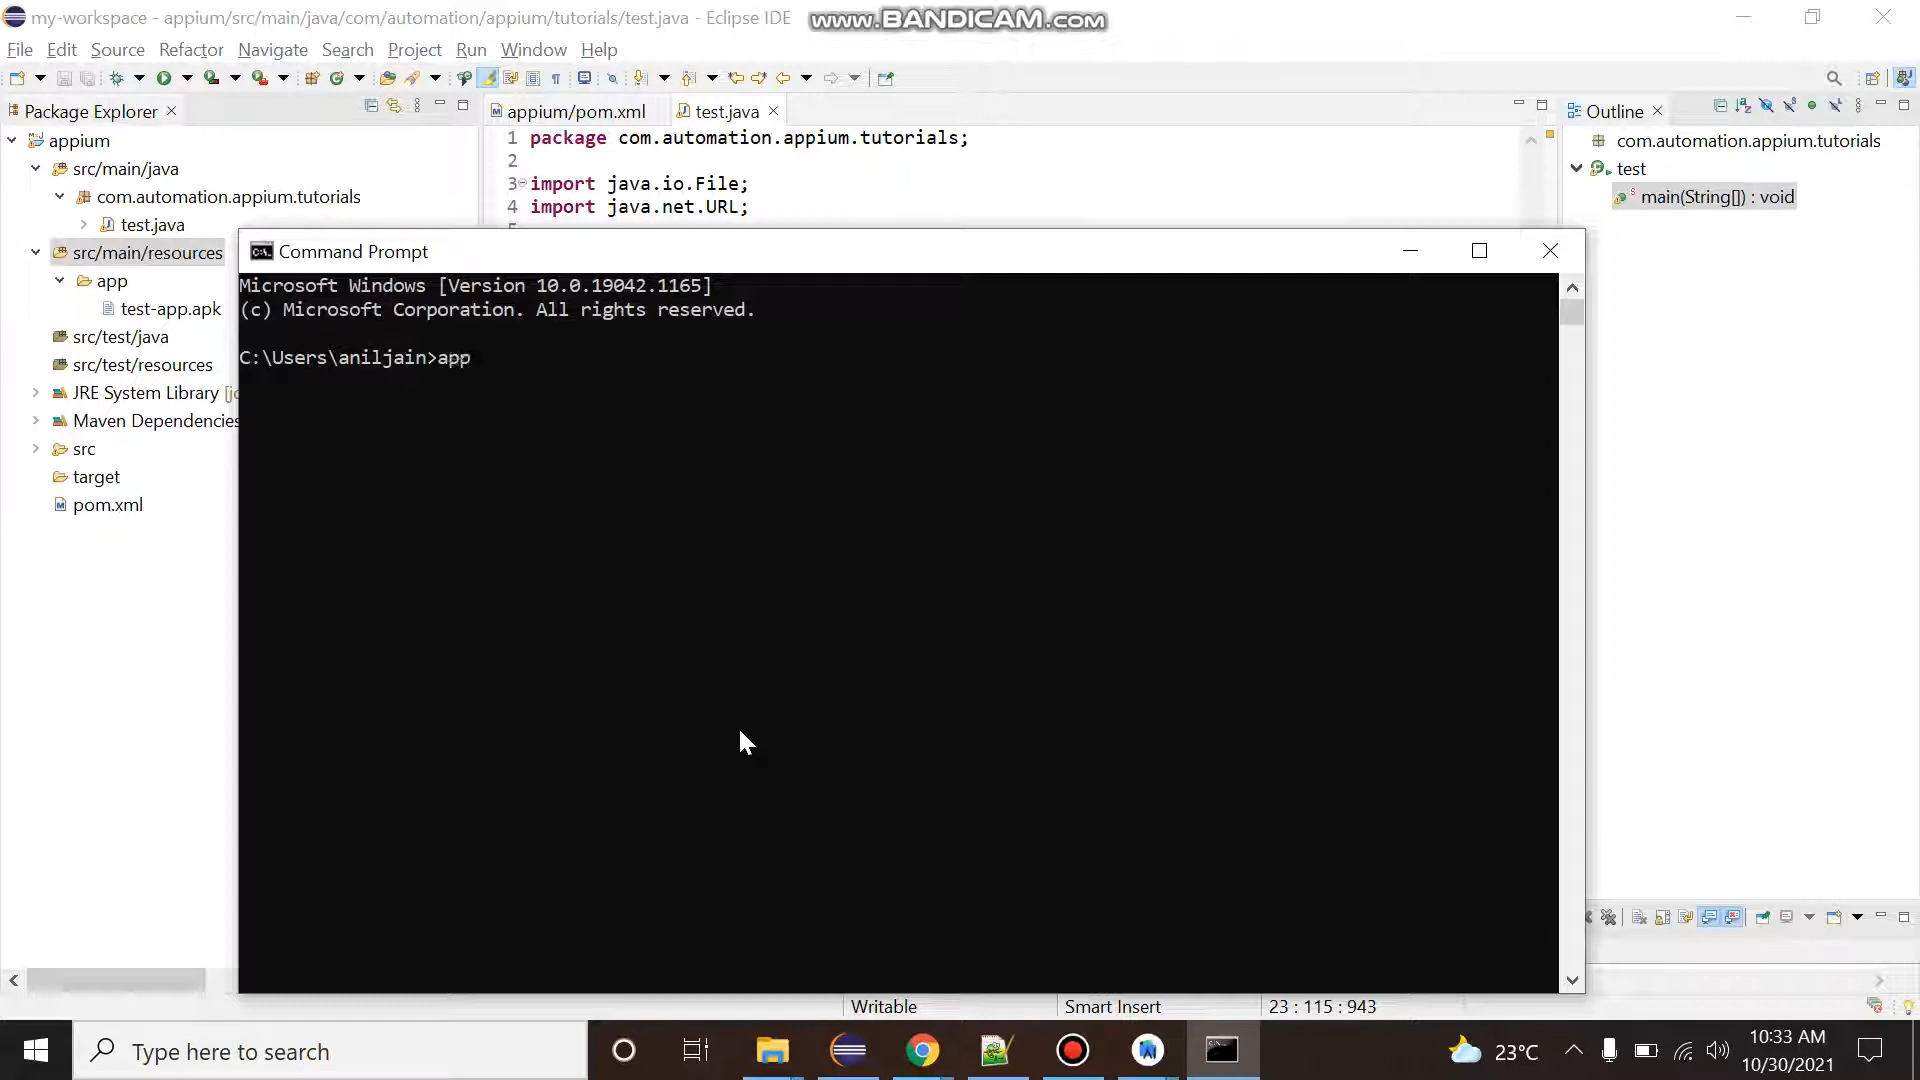 my-workspace - appium/src/main/java/com/automation/appium/tutorials/test.java - Eclipse IDE
www.BANDICAM.com
File Edit Source Refactor Navigate Search Project Run Window Help
Package Explorer
appium/pom.xml
test.java
Outline
appium
src/main/java
com.automation.appium.tutorials
test.java
src/main/resources
app
test-app.apk
src/test/java
src/test/resources
JRE System Library
Maven Dependencies
src
target
pom.xml
1 package com.automation.appium.tutorials;
2
3 import java.io.File;
4 import java.net.URL;
com.automation.appium.tutorials
test
main(String[]) : void
Command Prompt
Microsoft Windows [Version 10.0.19042.1165]
(c) Microsoft Corporation. All rights reserved.
C:\Users\aniljain>app
Writable
Smart Insert
23 : 115 : 943
Type here to search
23°C
10:33 AM
10/30/2021